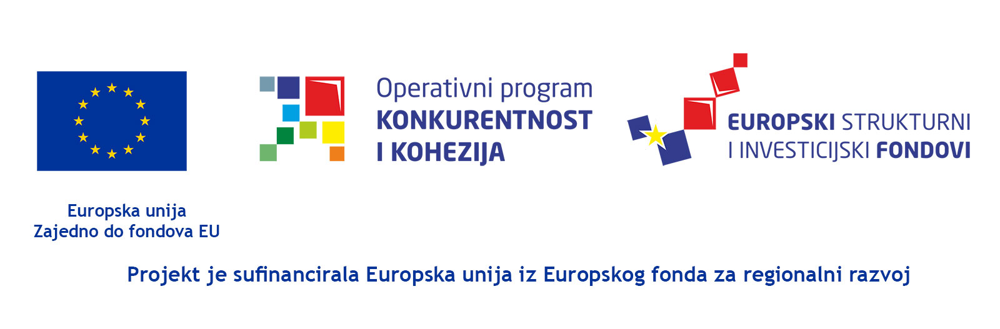 Europska unija
Zajedno do fondova EU
Operativni program
KONKURENTNOST
I KOHEZIJA
EUROPSKI STRUKTURNI
I INVESTICIJSKI FONDOVI
Projekt je sufinancirala Europska unija iz Europskog fonda za regionalni razvoj